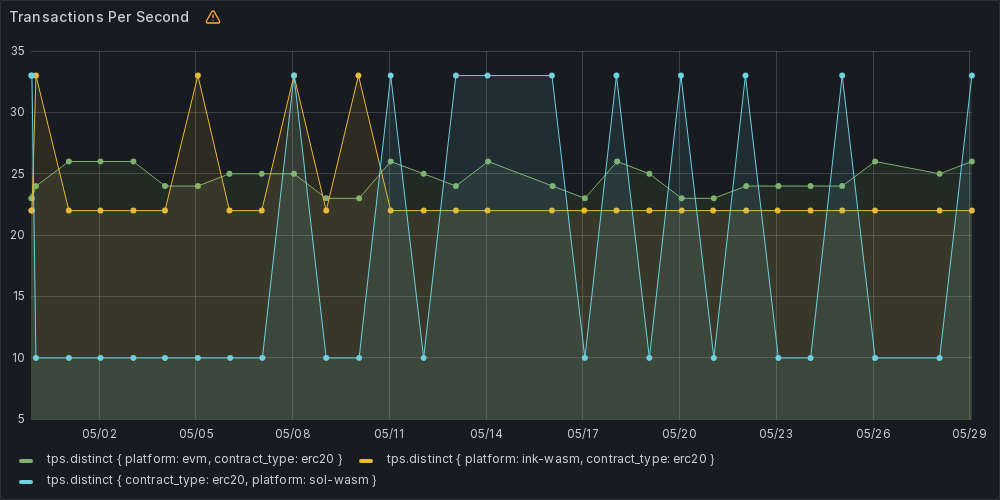 Transactions Per Second
35
30
25
20
15
10
5
05/02 05/05 05/08 05/11 05/14 05/17 05/20 05/23 05/26 05/29
tps.distinct { platform: evm, contract_type: erc20 } tps.distinct { platform: ink-wasm, contract_type: erc20 }
tps.distinct { contract_type: erc20, platform: sol-wasm }